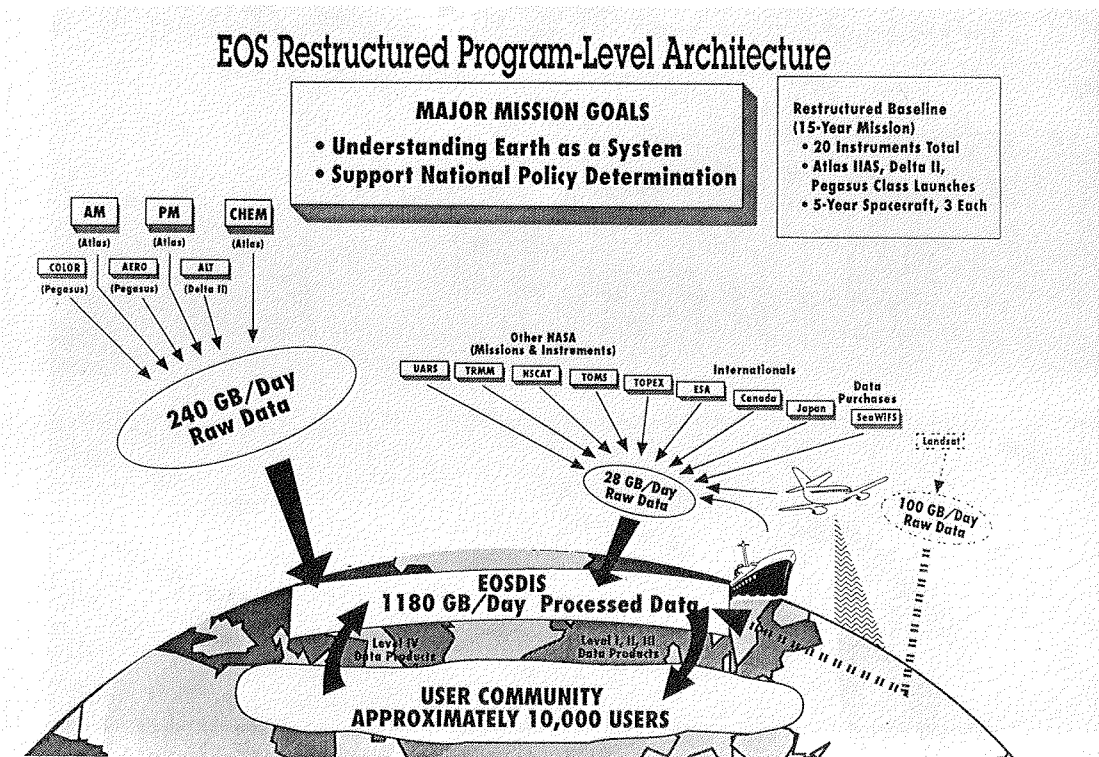 EOS Restructured Program-Level Architecture
MAJOR MISSION GOALS
• Understanding Earth as a System
• Support National Policy Determination
Restructured Baseline
(15-Year Mission)
• 20 Instruments Total
• Atlas IIAS, Delta II,
Pegasus Class Launches
• 5-Year Spacecraft, 3 Each
AM
(Atlas)
PM
(Atlas)
CHEM
(Atlas)
COLOR
(Pegasus)
AERO
(Pegasus)
ALT
(Delta II)
240 GB/Day
Raw Data
Other NASA
(Missions & Instruments)
UARS
TRMM
NSCAT
TOMS
TOPEX
ESA
Internationals
Canada
Japan
Data
Purchases
SeaWiFS
Landsat
28 GB/Day
Raw Data
100 GB/Day
Raw Data
EOSDIS
1180 GB/Day Processed Data
Level IV
Data Products
Level I, II, III
Data Products
USER COMMUNITY
APPROXIMATELY 10,000 USERS